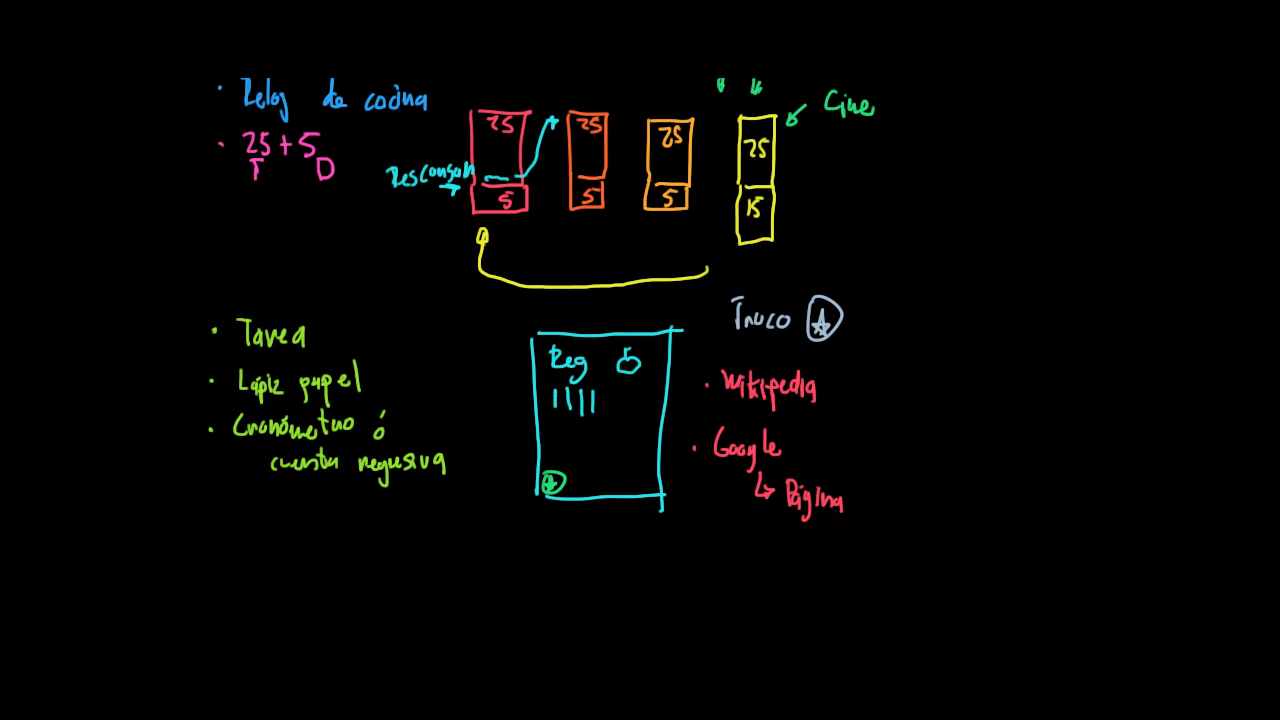 · Reloj de cocina
· 25 + 5
T D
Descansar
25 25 25 25
5 5 5 15
Cine
Truco
· Tarea
· Lápiz papel
· Cronómetro ó
cuenta regresiva
Reg
||||
· Wikipedia
· Google
↳ Página